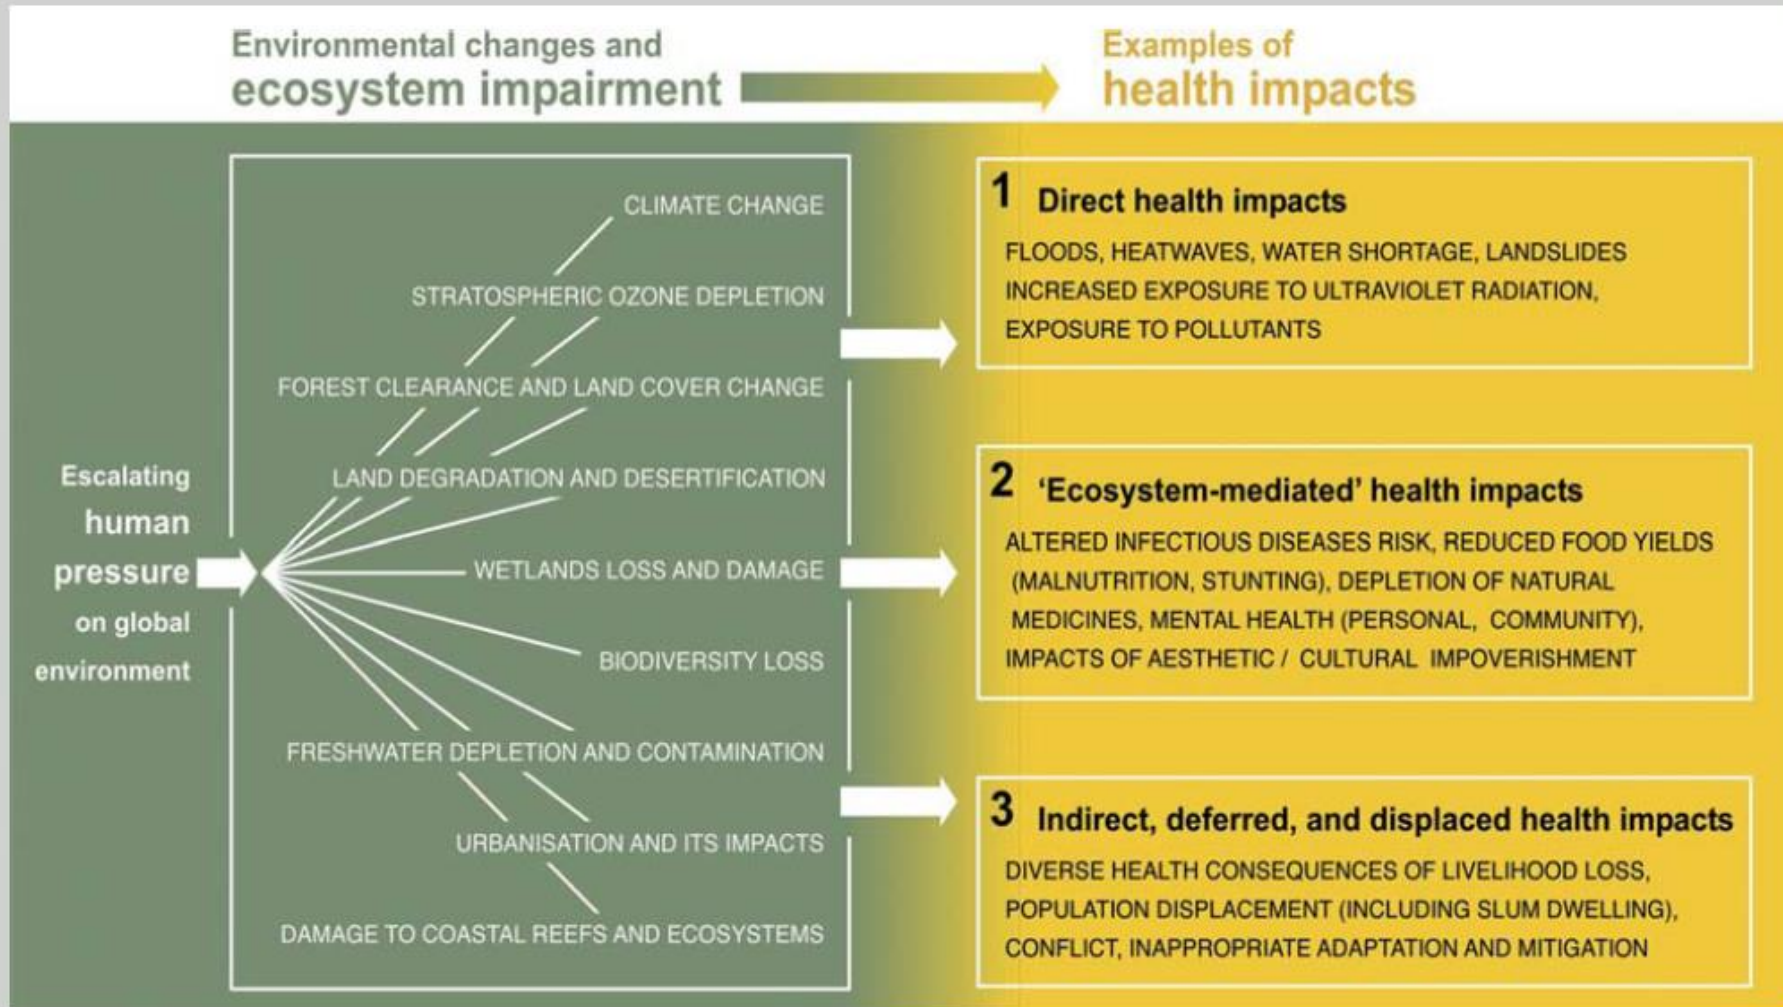 Environmental changes and
ecosystem impairment
Examples of
health impacts
Escalating
human
pressure
on global
environment
CLIMATE CHANGE
STRATOSPHERIC OZONE DEPLETION
FOREST CLEARANCE AND LAND COVER CHANGE
LAND DEGRADATION AND DESERTIFICATION
WETLANDS LOSS AND DAMAGE
BIODIVERSITY LOSS
FRESHWATER DEPLETION AND CONTAMINATION
URBANISATION AND ITS IMPACTS
DAMAGE TO COASTAL REEFS AND ECOSYSTEMS
1 Direct health impacts
FLOODS, HEATWAVES, WATER SHORTAGE, LANDSLIDES
INCREASED EXPOSURE TO ULTRAVIOLET RADIATION,
EXPOSURE TO POLLUTANTS
2 ‘Ecosystem-mediated’ health impacts
ALTERED INFECTIOUS DISEASES RISK, REDUCED FOOD YIELDS
(MALNUTRITION, STUNTING), DEPLETION OF NATURAL
MEDICINES, MENTAL HEALTH (PERSONAL, COMMUNITY),
IMPACTS OF AESTHETIC / CULTURAL IMPOVERISHMENT
3 Indirect, deferred, and displaced health impacts
DIVERSE HEALTH CONSEQUENCES OF LIVELIHOOD LOSS,
POPULATION DISPLACEMENT (INCLUDING SLUM DWELLING),
CONFLICT, INAPPROPRIATE ADAPTATION AND MITIGATION